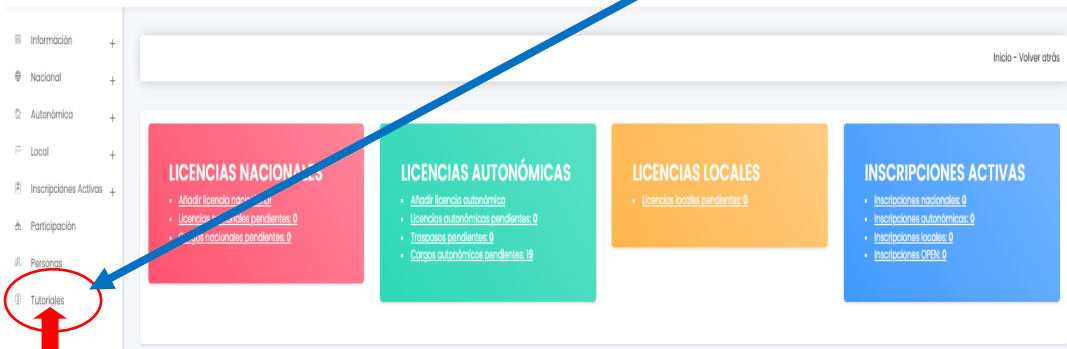 Información +
Nacional +
Autonómica +
Local +
Inscripciones Activas +
Participación
Personas
Tutoriales
Inicio - Volver atrás
LICENCIAS NACIONALES
Añadir licencia nacional
Licencias nacionales pendientes: 0
Cargos nacionales pendientes: 0
LICENCIAS AUTONÓMICAS
Añadir licencia autonómica
Licencias autonómicas pendientes: 0
Traspasos pendientes: 0
Cargos autonómicos pendientes: 19
LICENCIAS LOCALES
Licencias locales pendientes: 0
INSCRIPCIONES ACTIVAS
Inscripciones nacionales: 0
Inscripciones autonómicas: 0
Inscripciones locales: 0
Inscripciones OPEN: 0